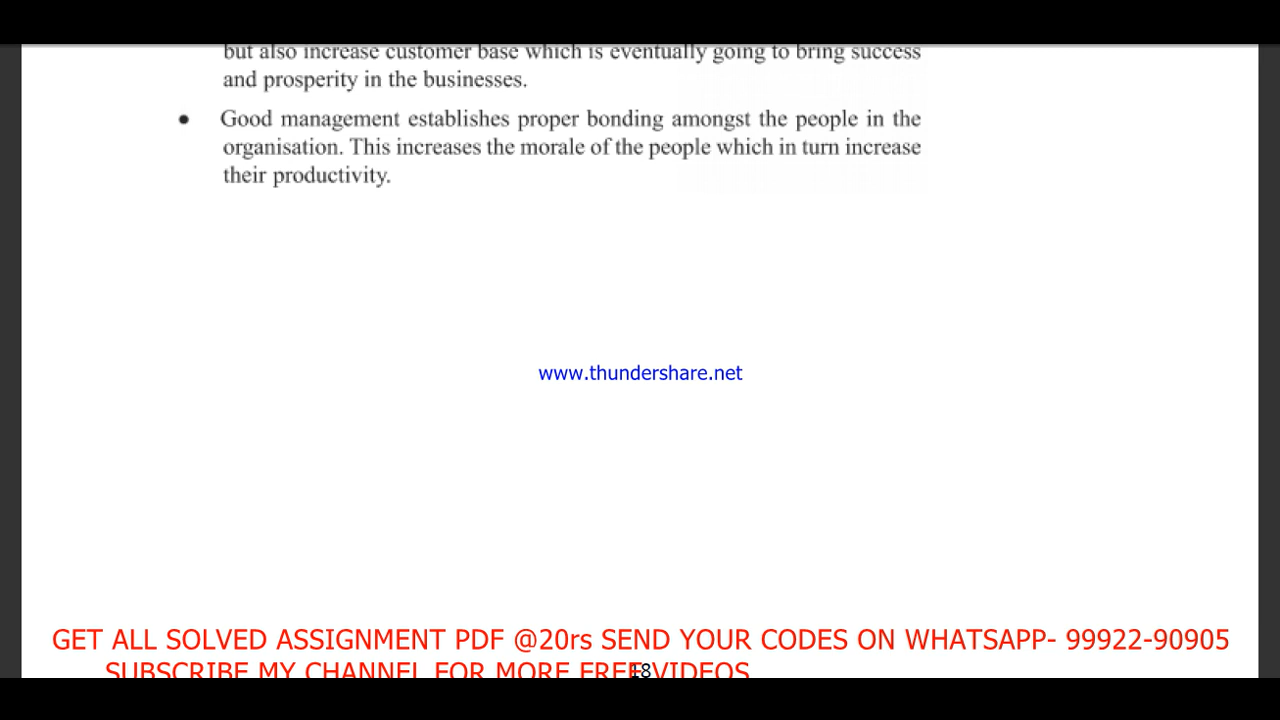 but also increase customer base which is eventually going to bring success
and prosperity in the businesses.
● Good management establishes proper bonding amongst the people in the
organisation. This increases the morale of the people which in turn increase
their productivity.
www.thundershare.net
GET ALL SOLVED ASSIGNMENT PDF @20rs SEND YOUR CODES ON WHATSAPP- 99922-90905
SUBSCRIBE MY CHANNEL FOR MORE FREE VIDEOS
18